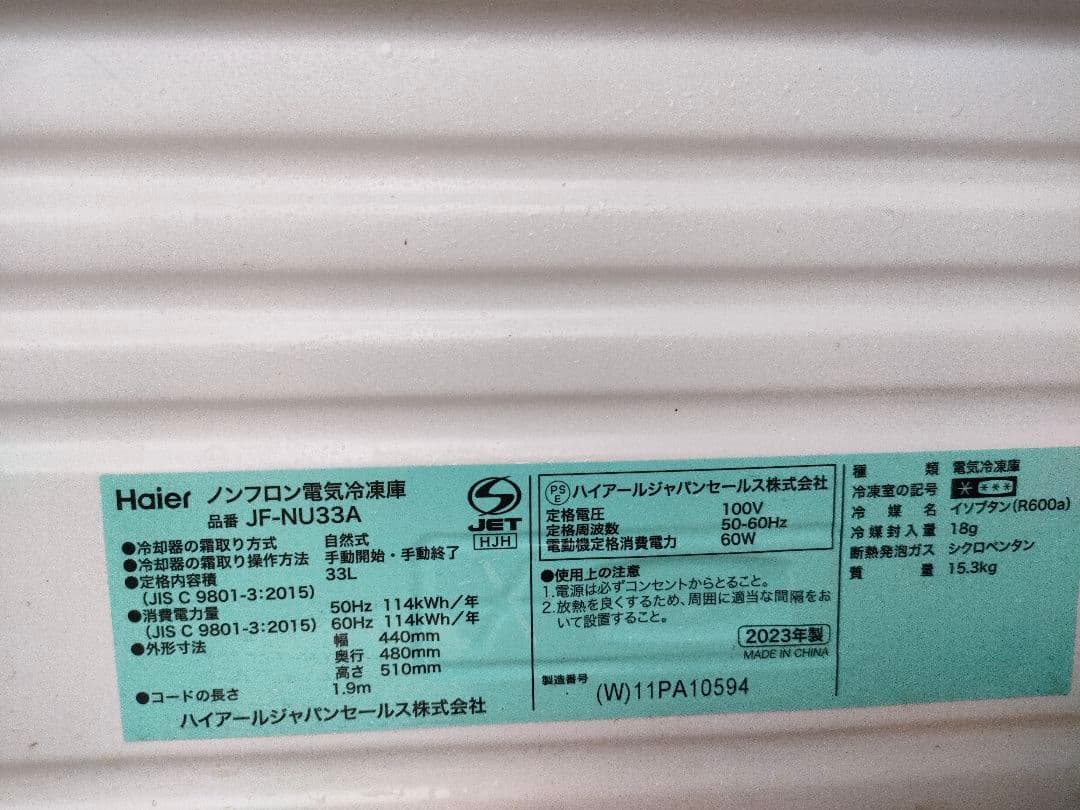 Haier ノンフロン電気冷凍庫
品番 JF-NU33A
JET
HJH
●冷却器の霜取り方式 自然式
●冷却器の霜取り操作方法 手動開始・手動終了
●定格内容積 33L
(JIS C 9801-3:2015)
●消費電力量 50Hz 114kWh/年
(JIS C 9801-3:2015) 60Hz 114kWh/年
●外形寸法 幅 440mm
奥行 480mm
高さ 510mm
●コードの長さ 1.9m
ハイアールジャパンセールス株式会社
PSE ハイアールジャパンセールス株式会社
定格電圧 100V
定格周波数 50-60Hz
電動機定格消費電力 60W
●使用上の注意
1.電源は必ずコンセントからとること。
2.放熱を良くするため、周囲に適当な間隔をお
いて設置すること。
2023年製
MADE IN CHINA
製造番号 (W)11PA10594
種類 電気冷凍庫
冷凍室の記号 * ***
冷媒名 イソブタン(R600a)
冷媒封入量 18g
断熱発泡ガス シクロペンタン
質量 15.3kg